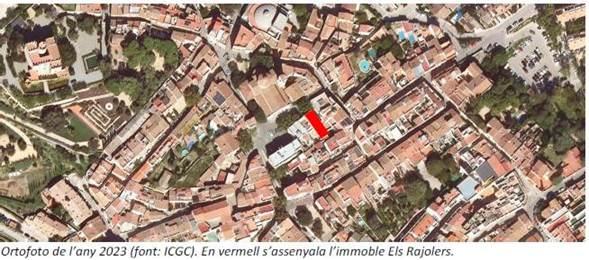 Ortofoto de l'any 2023 (font: ICGC). En vermell s'assenyala l'immoble Els Rajolers.